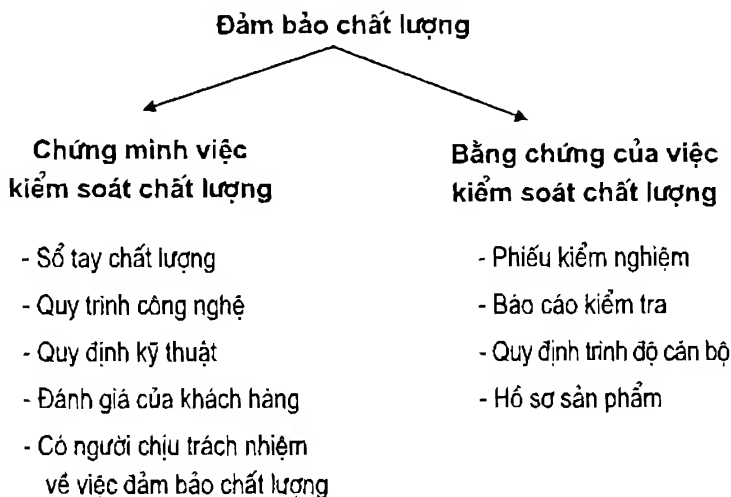 Đảm bảo chất lượng
Chứng minh việc
kiểm soát chất lượng
- Sổ tay chất lượng
- Quy trình công nghệ
- Quy định kỹ thuật
- Đánh giá của khách hàng
- Có người chịu trách nhiệm
về việc đảm bảo chất lượng
Bằng chứng của việc
kiểm soát chất lượng
- Phiếu kiểm nghiệm
- Báo cáo kiểm tra
- Quy định trình độ cán bộ
- Hồ sơ sản phẩm